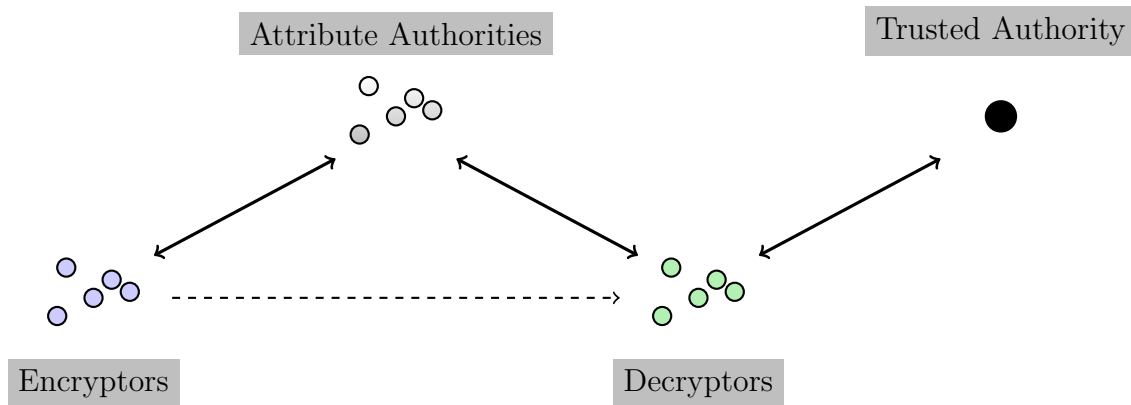 Attribute Authorities
Trusted Authority
Encryptors
Decryptors